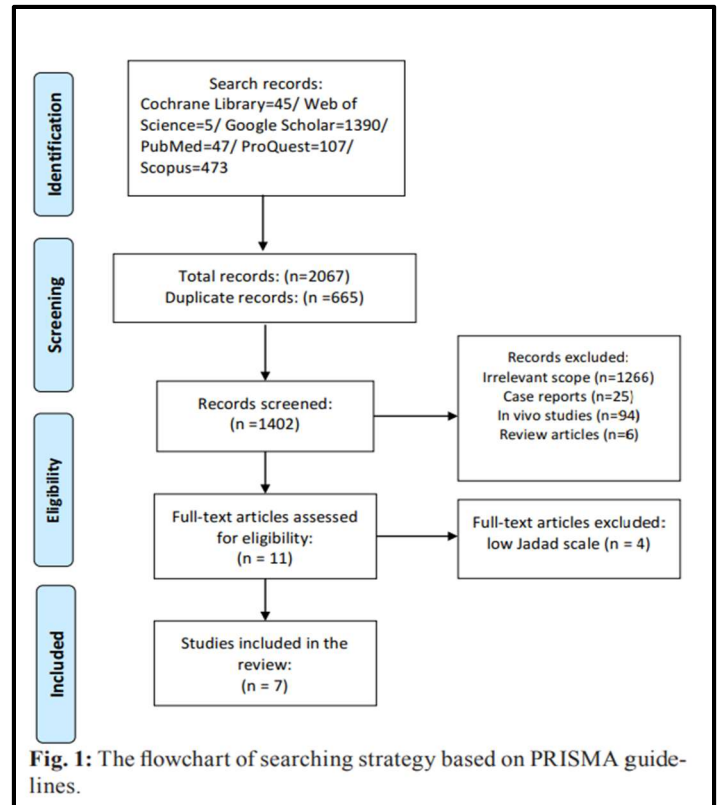 Identification
Search records:
Cochrane Library=45/ Web of
Science=5/ Google Scholar=1390/
PubMed=47/ ProQuest=107/
Scopus=473
Screening
Total records: (n=2067)
Duplicate records: (n =665)
Records screened:
(n =1402)
Records excluded:
Irrelevant scope (n=1266)
Case reports (n=25)
In vivo studies (n=94)
Review articles (n=6)
Eligibility
Full-text articles assessed
for eligibility:
(n = 11)
Full-text articles excluded:
low Jadad scale (n = 4)
Included
Studies included in the
review:
(n = 7)
Fig. 1: The flowchart of searching strategy based on PRISMA guide-
lines.